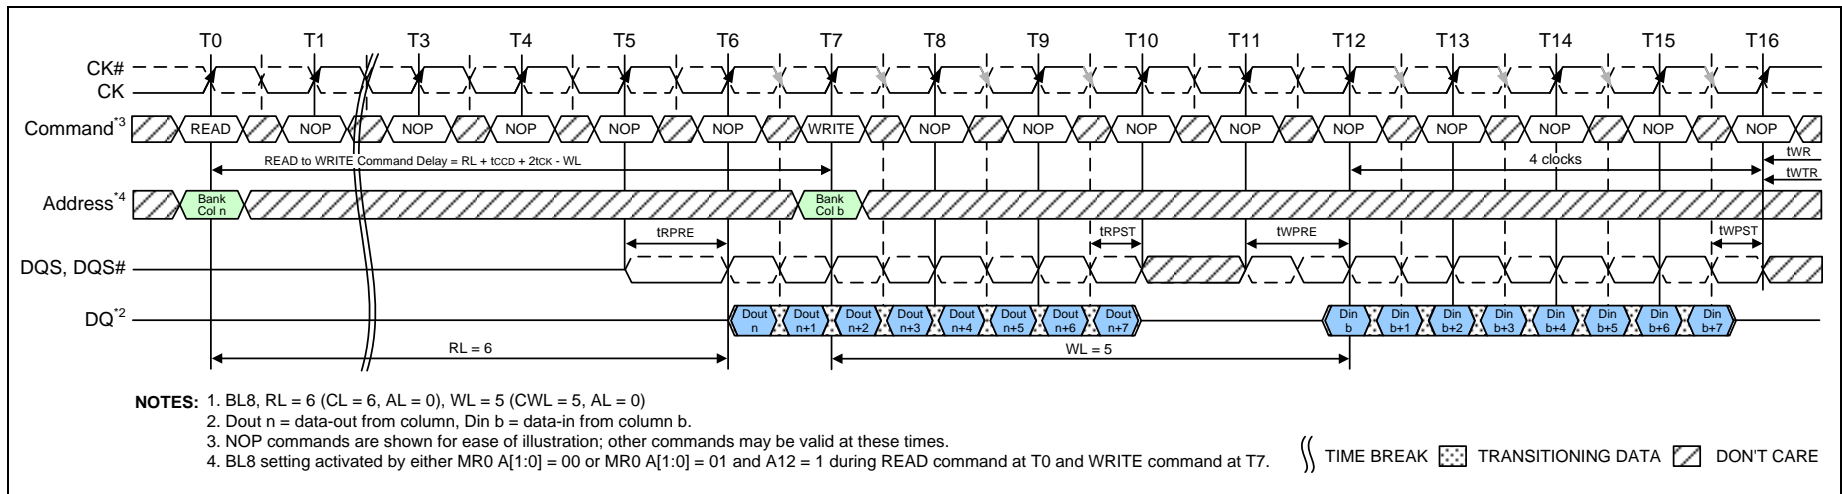 T0 T1 T3 T4 T5 T6 T7 T8 T9 T10 T11 T12 T13 T14 T15 T16
CK#
CK
Command*3 READ NOP NOP NOP NOP NOP WRITE NOP NOP NOP NOP NOP NOP NOP NOP NOP
READ to WRITE Command Delay = RL + tCCD + 2tCK - WL 4 clocks tWR
tWTR
Address*4 Bank Col n Bank Col b
tRPRE tRPST tWPRE tWPST
DQS, DQS#
DQ*2 Dout n Dout n+1 Dout n+2 Dout n+3 Dout n+4 Dout n+5 Dout n+6 Dout n+7 Din b Din b+1 Din b+2 Din b+3 Din b+4 Din b+5 Din b+6 Din b+7
RL = 6 WL = 5
NOTES: 1. BL8, RL = 6 (CL = 6, AL = 0), WL = 5 (CWL = 5, AL = 0)
2. Dout n = data-out from column, Din b = data-in from column b.
3. NOP commands are shown for ease of illustration; other commands may be valid at these times.
4. BL8 setting activated by either MR0 A[1:0] = 00 or MR0 A[1:0] = 01 and A12 = 1 during READ command at T0 and WRITE command at T7.
TIME BREAK TRANSITIONING DATA DON'T CARE